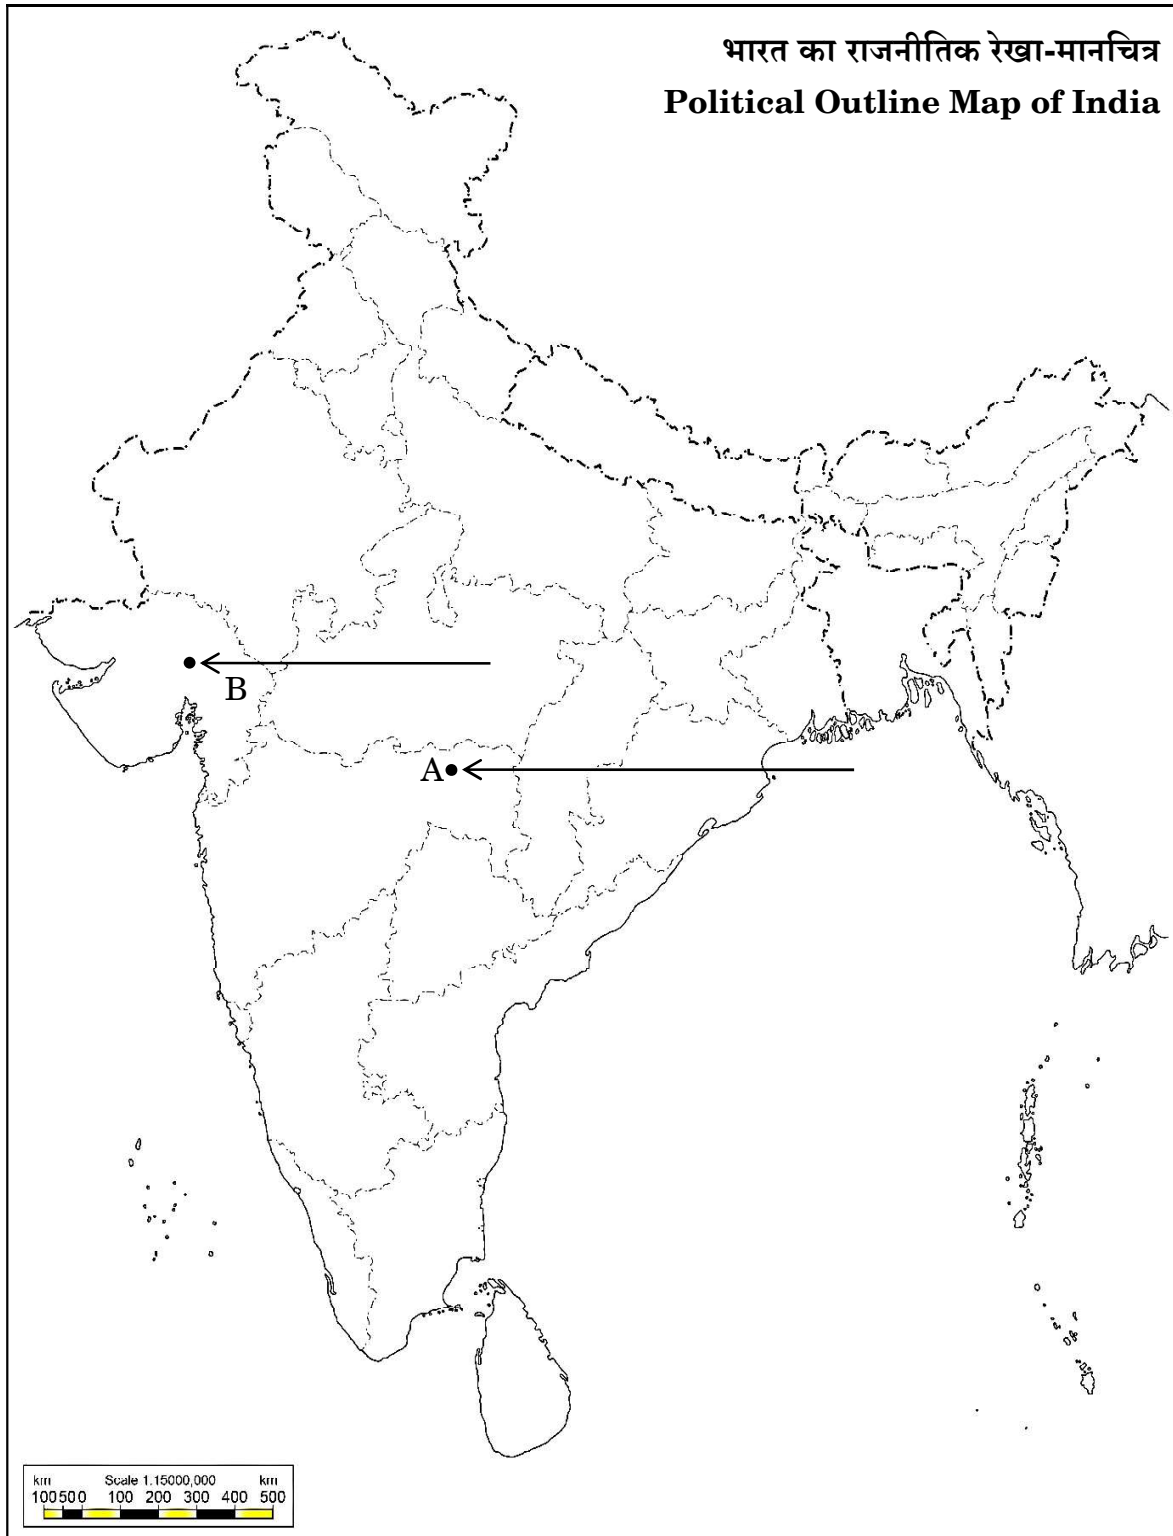 भारत का राजनीतिक रेखा-मानचित्र
Political Outline Map of India
B
A
km Scale 1:15000,000 km
100 50 0 100 200 300 400 500